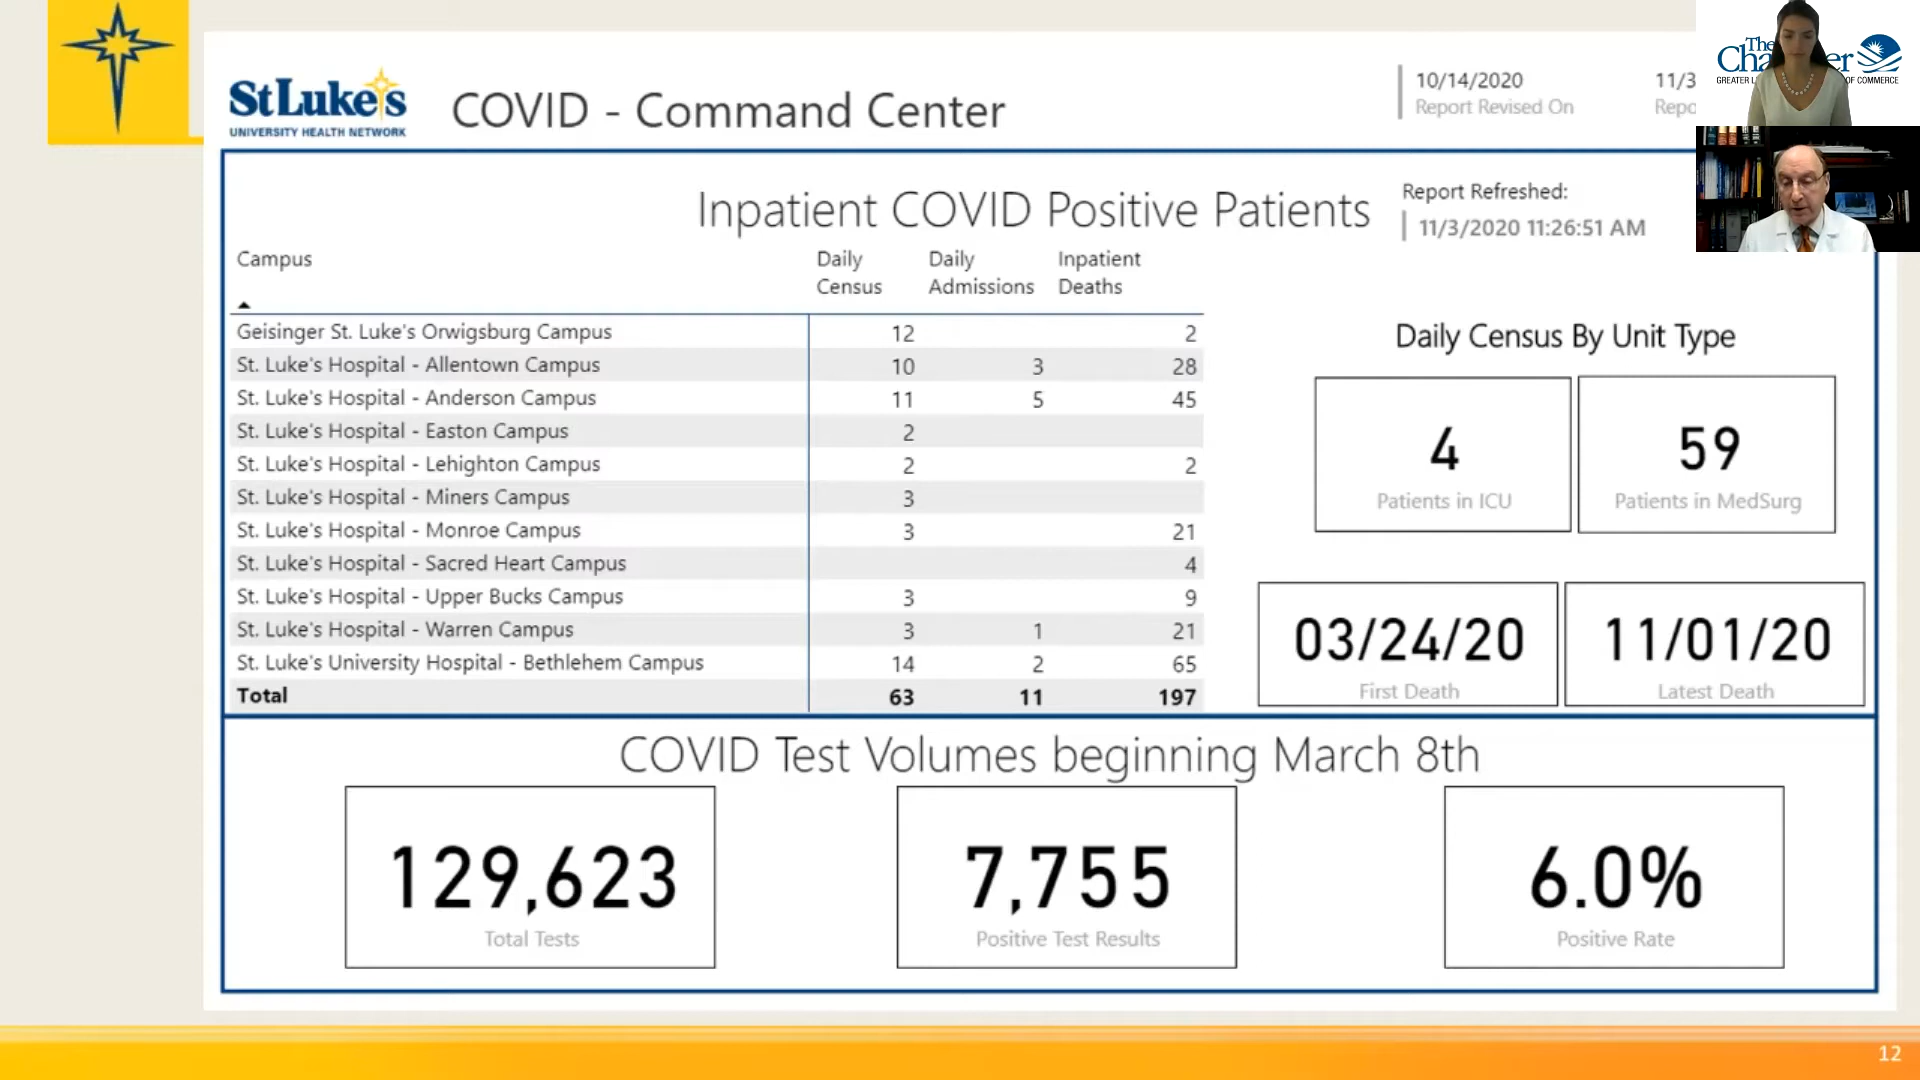 St Luke's
UNIVERSITY HEALTH NETWORK
COVID - Command Center
10/14/2020
Report Revised On
11/3
Repo
The
Cha er
GREATER L OF COMMERCE
Inpatient COVID Positive Patients
Report Refreshed:
11/3/2020 11:26:51 AM
Campus Daily Census Daily Admissions Inpatient Deaths
Geisinger St. Luke's Orwigsburg Campus 12 2
St. Luke's Hospital - Allentown Campus 10 3 28
St. Luke's Hospital - Anderson Campus 11 5 45
St. Luke's Hospital - Easton Campus 2
St. Luke's Hospital - Lehighton Campus 2 2
St. Luke's Hospital - Miners Campus 3
St. Luke's Hospital - Monroe Campus 3 21
St. Luke's Hospital - Sacred Heart Campus 4
St. Luke's Hospital - Upper Bucks Campus 3 9
St. Luke's Hospital - Warren Campus 3 1 21
St. Luke's University Hospital - Bethlehem Campus 14 2 65
Total 63 11 197
Daily Census By Unit Type
4
Patients in ICU
59
Patients in MedSurg
03/24/20
First Death
11/01/20
Latest Death
COVID Test Volumes beginning March 8th
129,623
Total Tests
7,755
Positive Test Results
6.0%
Positive Rate
12